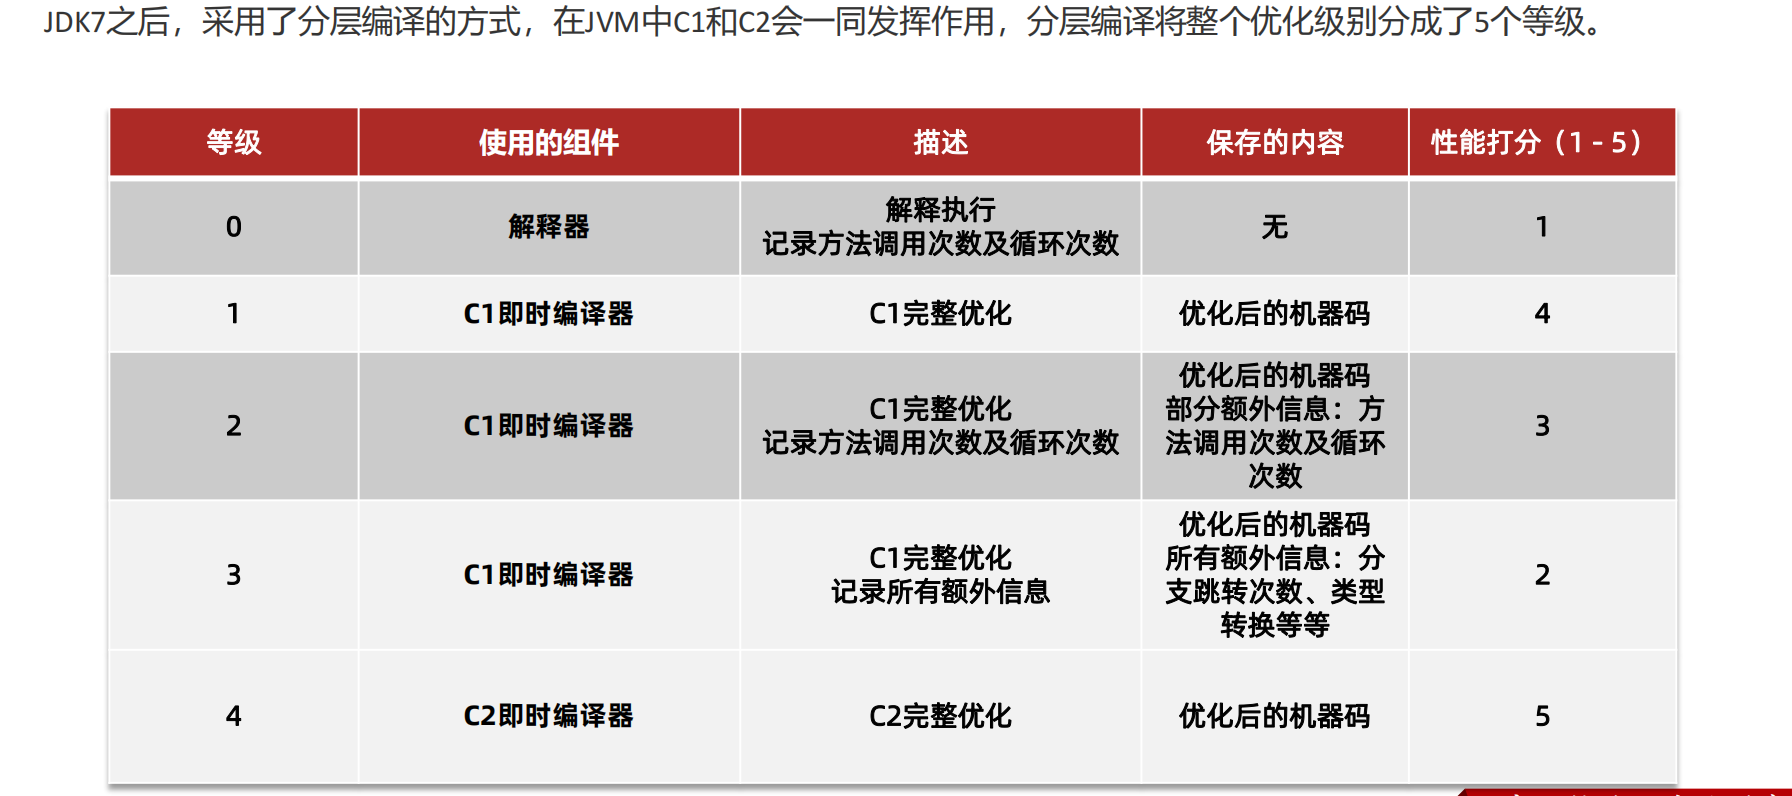 JDK7之后，采用了分层编译的方式，在JVM中C1和C2会一同发挥作用，分层编译将整个优化级别分成了5个等级。
等级 使用的组件 描述 保存的内容 性能打分（1 - 5）
0 解释器 解释执行 无 1
记录方法调用次数及循环次数
1 C1即时编译器 C1完整优化 优化后的机器码 4
2 C1即时编译器 C1完整优化
记录方法调用次数及循环次数
优化后的机器码
部分额外信息：方
法调用次数及循环
次数
3
3 C1即时编译器 C1完整优化
记录所有额外信息
优化后的机器码
所有额外信息：分
支跳转次数、类型
转换等等
2
4 C2即时编译器 C2完整优化 优化后的机器码 5